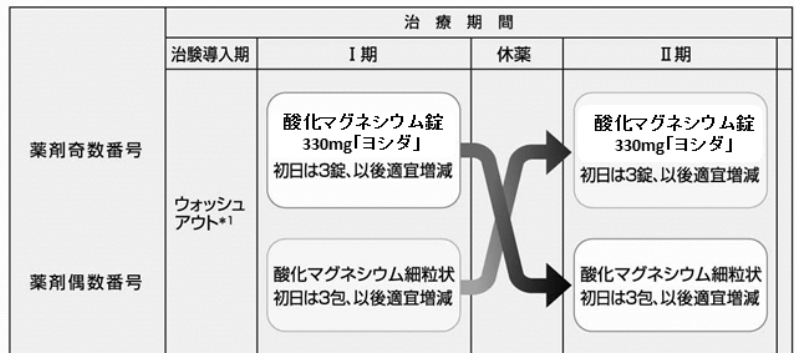 治療期間
治験導入期
Ⅰ期
休薬
Ⅱ期
薬剤奇数番号
酸化マグネシウム錠
330mg「ヨシダ」
初日は3錠、以後適宜増減
酸化マグネシウム錠
330mg「ヨシダ」
初日は3錠、以後適宜増減
ウォッシュ
アウト*1
薬剤偶数番号
酸化マグネシウム細粒状
初日は3包、以後適宜増減
酸化マグネシウム細粒状
初日は3包、以後適宜増減